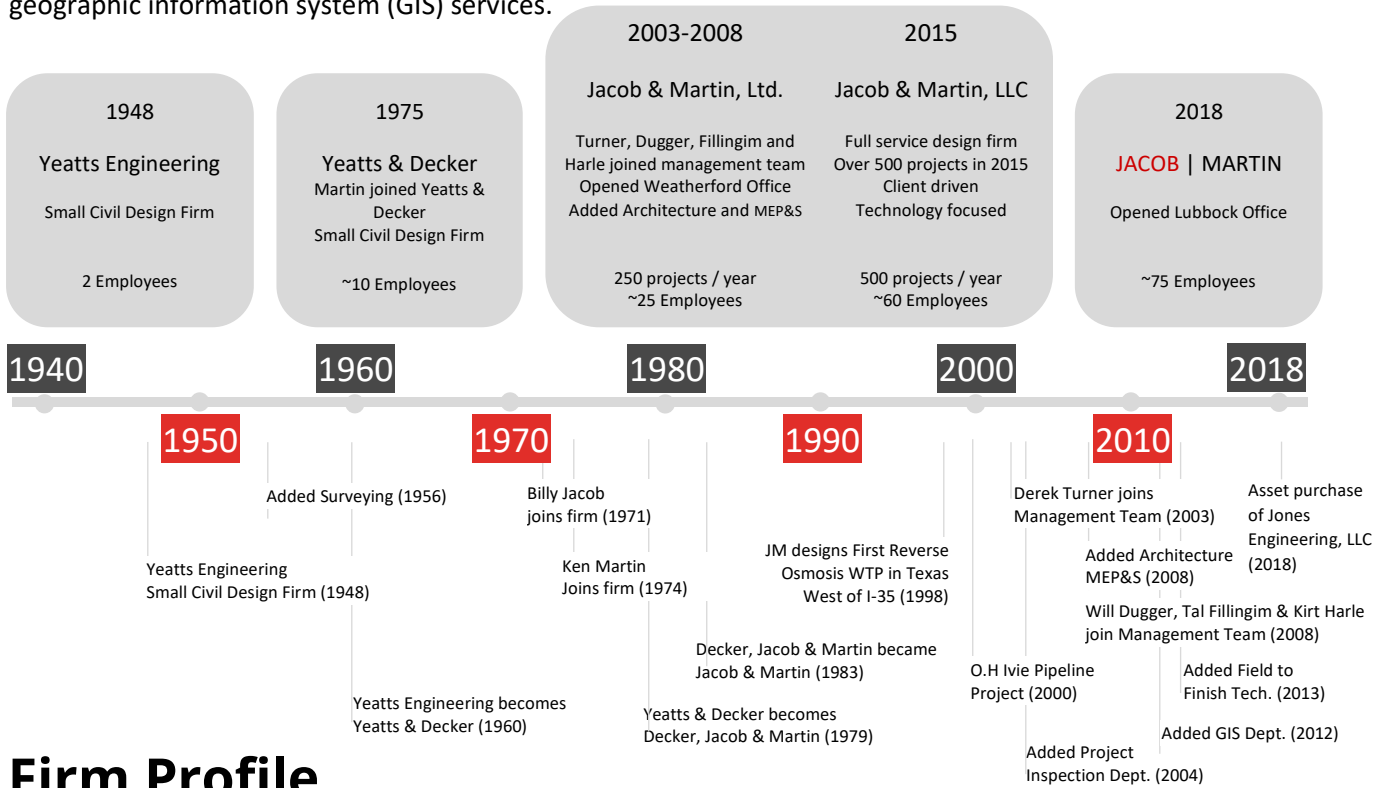 geographic information system (GIS) services.
1948
Yeatts Engineering
Small Civil Design Firm
2 Employees
1975
Yeatts & Decker
Martin joined Yeatts &
Decker
Small Civil Design Firm
~10 Employees
2003-2008
Jacob & Martin, Ltd.
Turner, Dugger, Fillingim and
Harle joined management team
Opened Weatherford Office
Added Architecture and MEP&S
250 projects / year
~25 Employees
2015
Jacob & Martin, LLC
Full service design firm
Over 500 projects in 2015
Client driven
Technology focused
500 projects / year
~60 Employees
2018
JACOB | MARTIN
Opened Lubbock Office
~75 Employees
1940
1960
1980
2000
2018
1950
1970
1990
2010
Added Surveying (1956)
Yeatts Engineering
Small Civil Design Firm (1948)
Yeatts Engineering becomes
Yeatts & Decker (1960)
Billy Jacob
joins firm (1971)
Ken Martin
Joins firm (1974)
Decker, Jacob & Martin became
Jacob & Martin (1983)
Yeatts & Decker becomes
Decker, Jacob & Martin (1979)
JM designs First Reverse
Osmosis WTP in Texas
West of I-35 (1998)
O.H Ivie Pipeline
Project (2000)
Derek Turner joins
Management Team (2003)
Added Architecture
MEP&S (2008)
Will Dugger, Tal Fillingim & Kirt Harle
join Management Team (2008)
Added Field to
Finish Tech. (2013)
Added GIS Dept. (2012)
Added Project
Inspection Dept. (2004)
Asset purchase
of Jones
Engineering, LLC
(2018)
Firm Profile